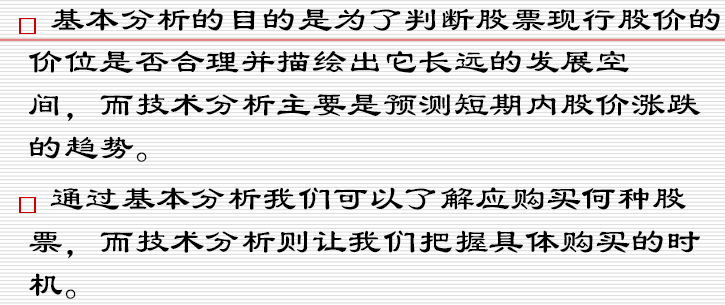 基本分析的目的是为了判断股票现行股价的
价位是否合理并描绘出它长远的发展空
间，而技术分析主要是预测短期内股价涨跌
的趋势。
通过基本分析我们可以了解应购买何种股
票，而技术分析则让我们把握具体购买的时
机。